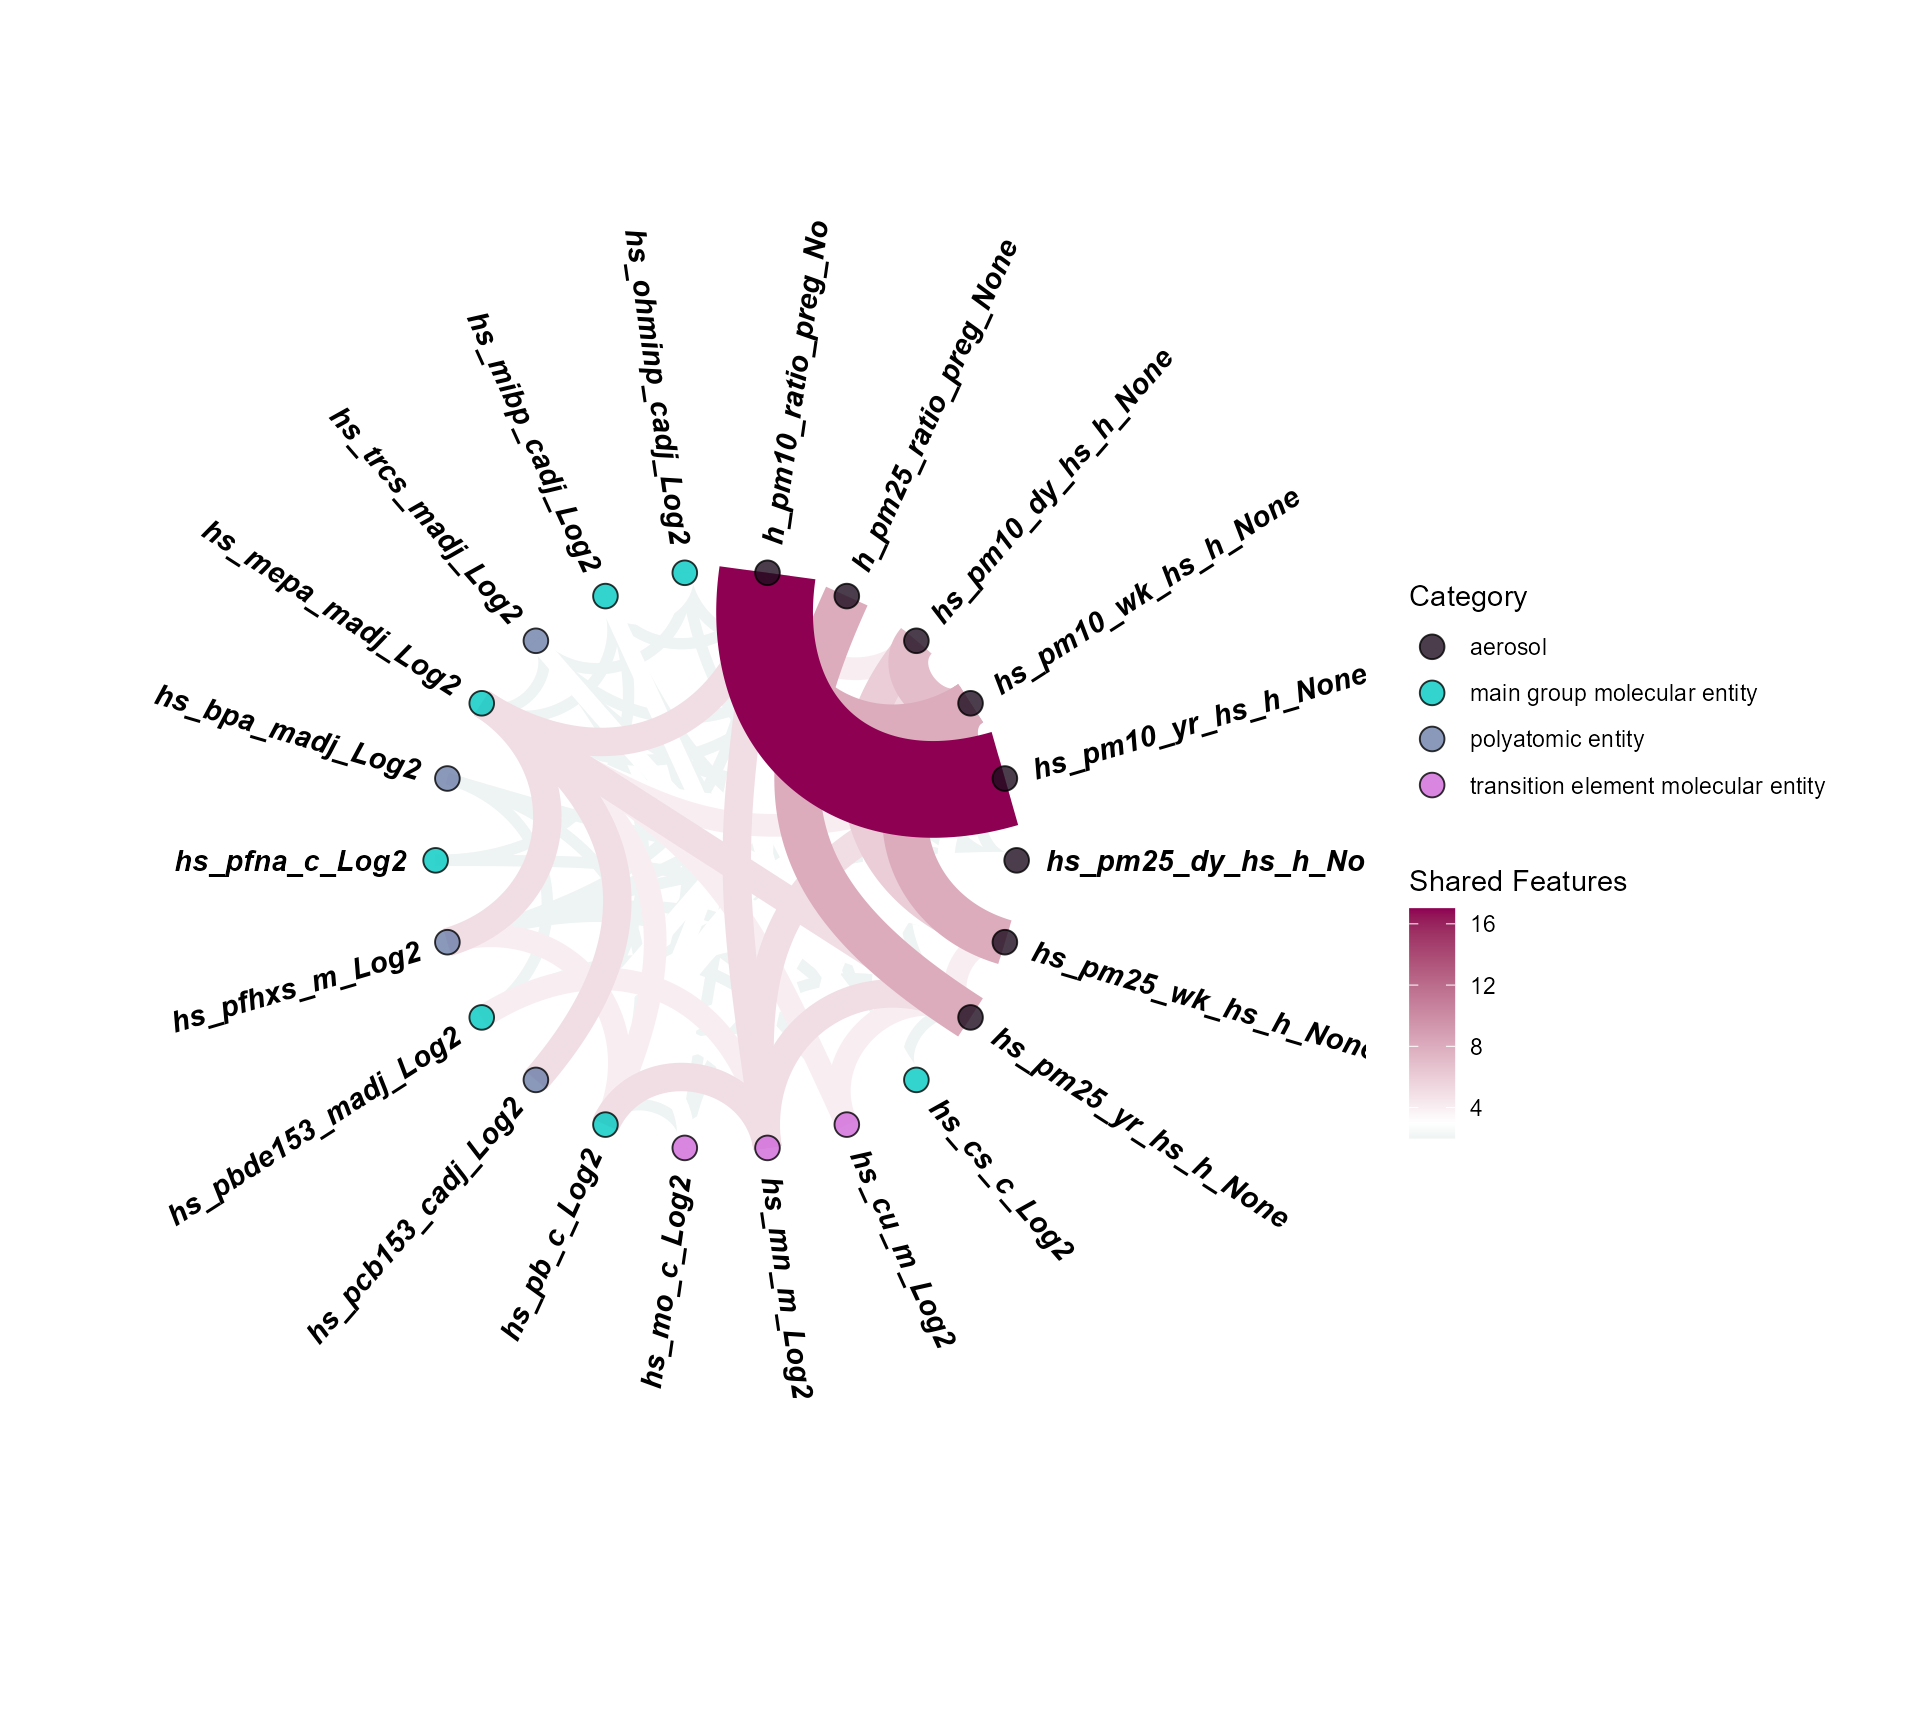 hs_ohminp_cadj_Log2
h_pm10_ratio_preg_No
h_pm25_ratio_preg_None
hs_pm10_dy_hs_h_None
hs_pm10_wk_hs_h_None
hs_pm10_yr_hs_h_None
hs_pm25_dy_hs_h_No
hs_pm25_wk_hs_h_None
hs_pm25_yr_hs_h_None
hs_cs_c_Log2
hs_cu_m_Log2
hs_mn_m_Log2
hs_mo_c_Log2
hs_pb_c_Log2
hs_pcb153_cadj_Log2
hs_pbde153_madj_Log2
hs_pfhxs_m_Log2
hs_pfna_c_Log2
hs_bpa_madj_Log2
hs_mepa_madj_Log2
hs_trcs_madj_Log2
hs_mibp_cadj_Log2
Category
aerosol
main group molecular entity
polyatomic entity
transition element molecular entity
Shared Features
16
12
8
4